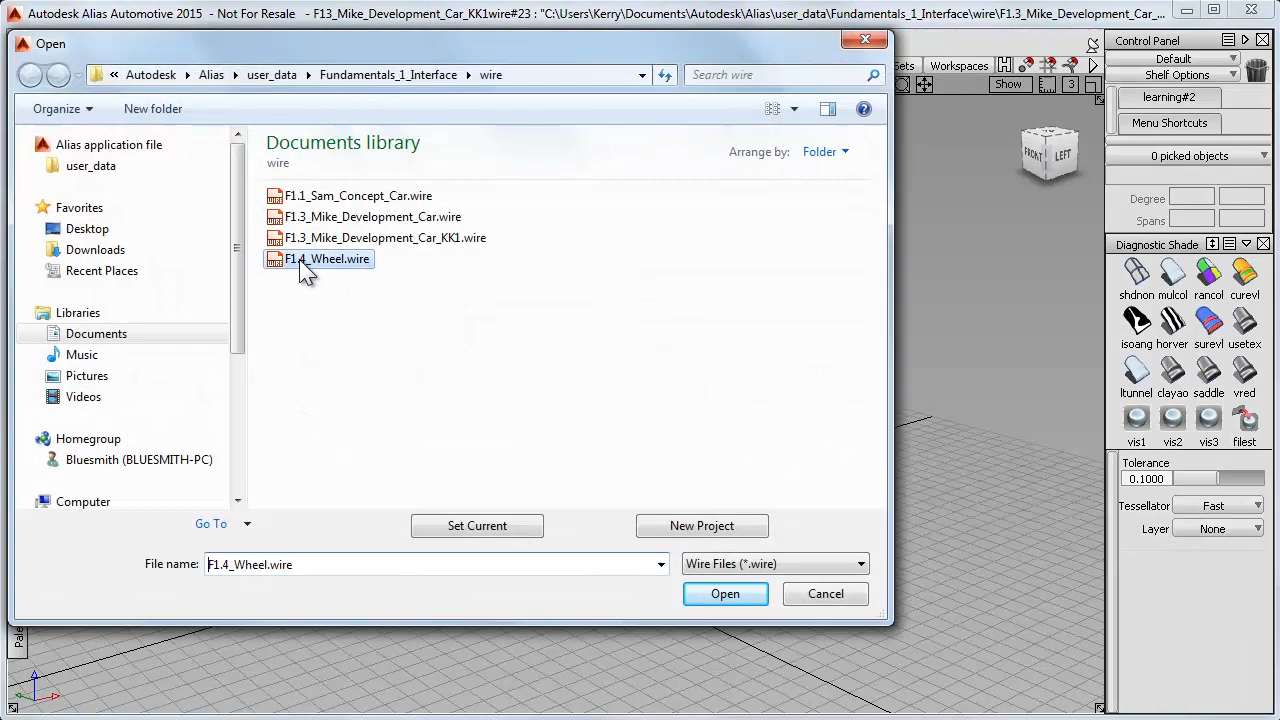 Autodesk Alias Automotive 2015 - Not For Resale - F13_Mike_Development_Car_KK1wire#23 : "C:\Users\Kerry\Documents\Autodesk\Alias\user_data\Fundamentals_1_Interface\wire\F1.3_Mike_Development_Car_...
Open
« Autodesk Alias user_data Fundamentals_1_Interface wire
Search wire
Organize New folder
Alias application file
user_data
Favorites
Desktop
Downloads
Recent Places
Libraries
Documents
Music
Pictures
Videos
Homegroup
Bluesmith (BLUESMITH-PC)
Computer
Documents library
wire
Arrange by: Folder
F1.1_Sam_Concept_Car.wire
F1.3_Mike_Development_Car.wire
F1.3_Mike_Development_Car_KK1.wire
F1.4_Wheel.wire
Go To Set Current New Project
File name: F1.4_Wheel.wire Wire Files (*.wire)
Open Cancel
Sets Workspaces
Show 3
FRONT LEFT
Control Panel
Default
Shelf Options
learning#2
Menu Shortcuts
0 picked objects
Degree
Spans
Diagnostic Shade
shdnon mulcol rancol curevl
isoang horver surevl usetex
ltunnel clayao saddle vred
vis1 vis2 vis3 filest
Tolerance
0.1000
Tessellator Fast
Layer None